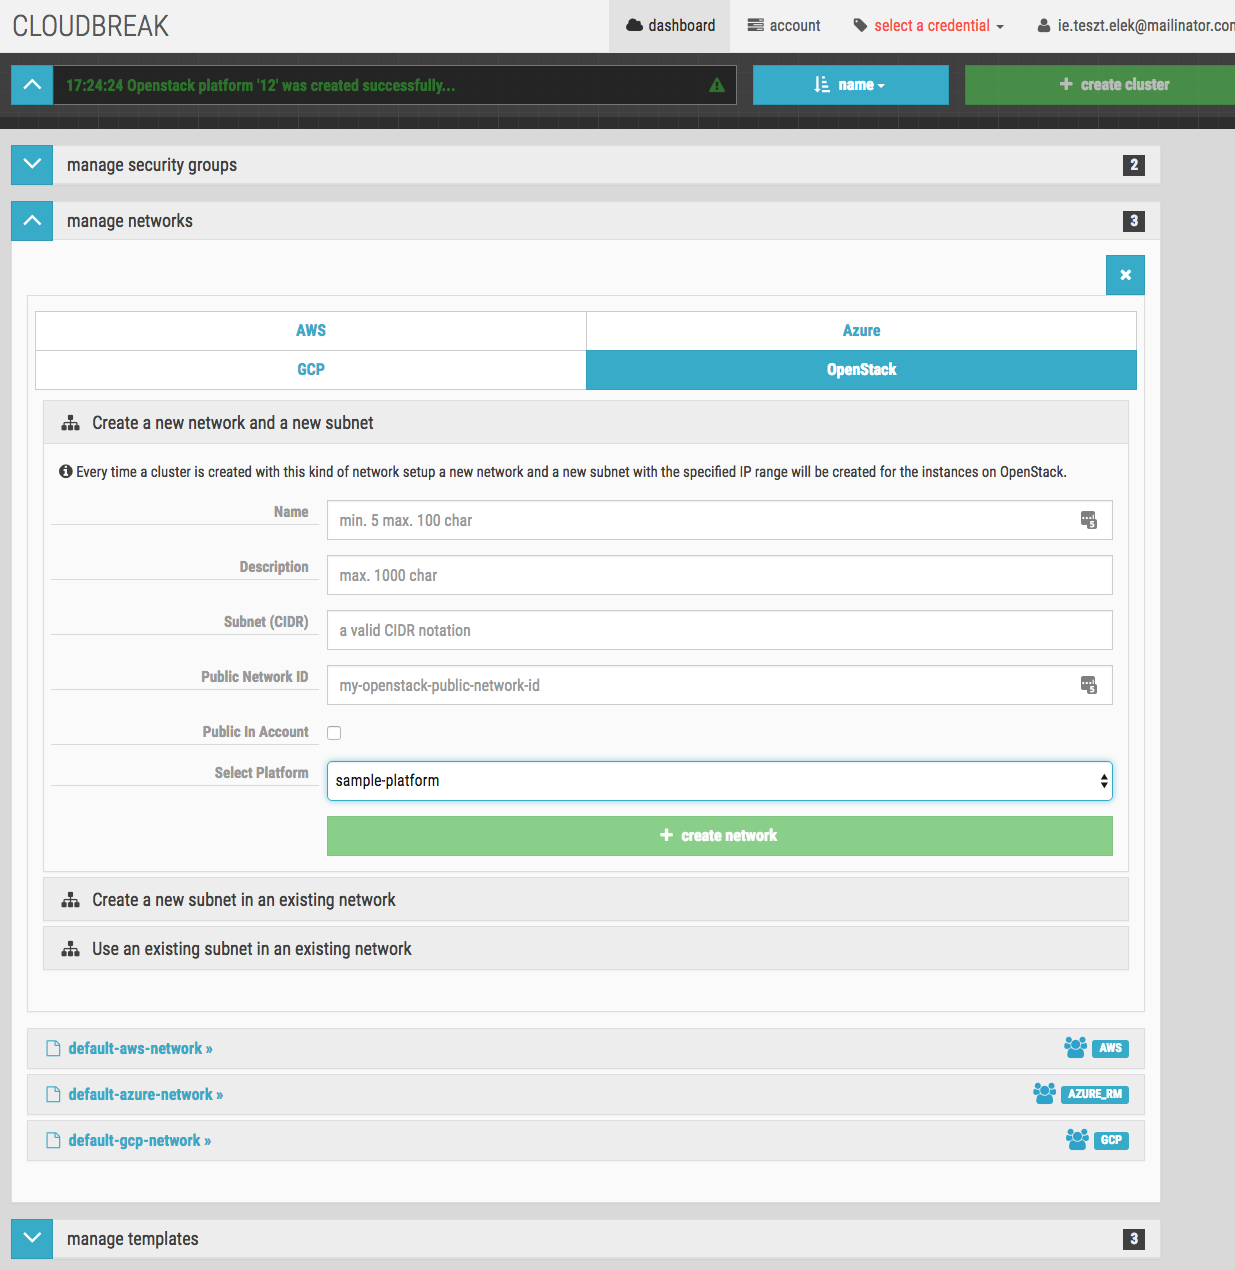 CLOUDBREAK
dashboard
account
select a credential
ie.teszt.elek@mailinator.con
17:24:24 Openstack platform '12' was created successfully...
name
create cluster
manage security groups
2
manage networks
3
AWS
Azure
GCP
OpenStack
Create a new network and a new subnet
Every time a cluster is created with this kind of network setup a new network and a new subnet with the specified IP range will be created for the instances on OpenStack.
Name
min. 5 max. 100 char
Description
max. 1000 char
Subnet (CIDR)
a valid CIDR notation
Public Network ID
my-openstack-public-network-id
Public In Account
Select Platform
sample-platform
+ create network
Create a new subnet in an existing network
Use an existing subnet in an existing network
default-aws-network »
AWS
default-azure-network »
AZURE_RM
default-gcp-network »
GCP
manage templates
3